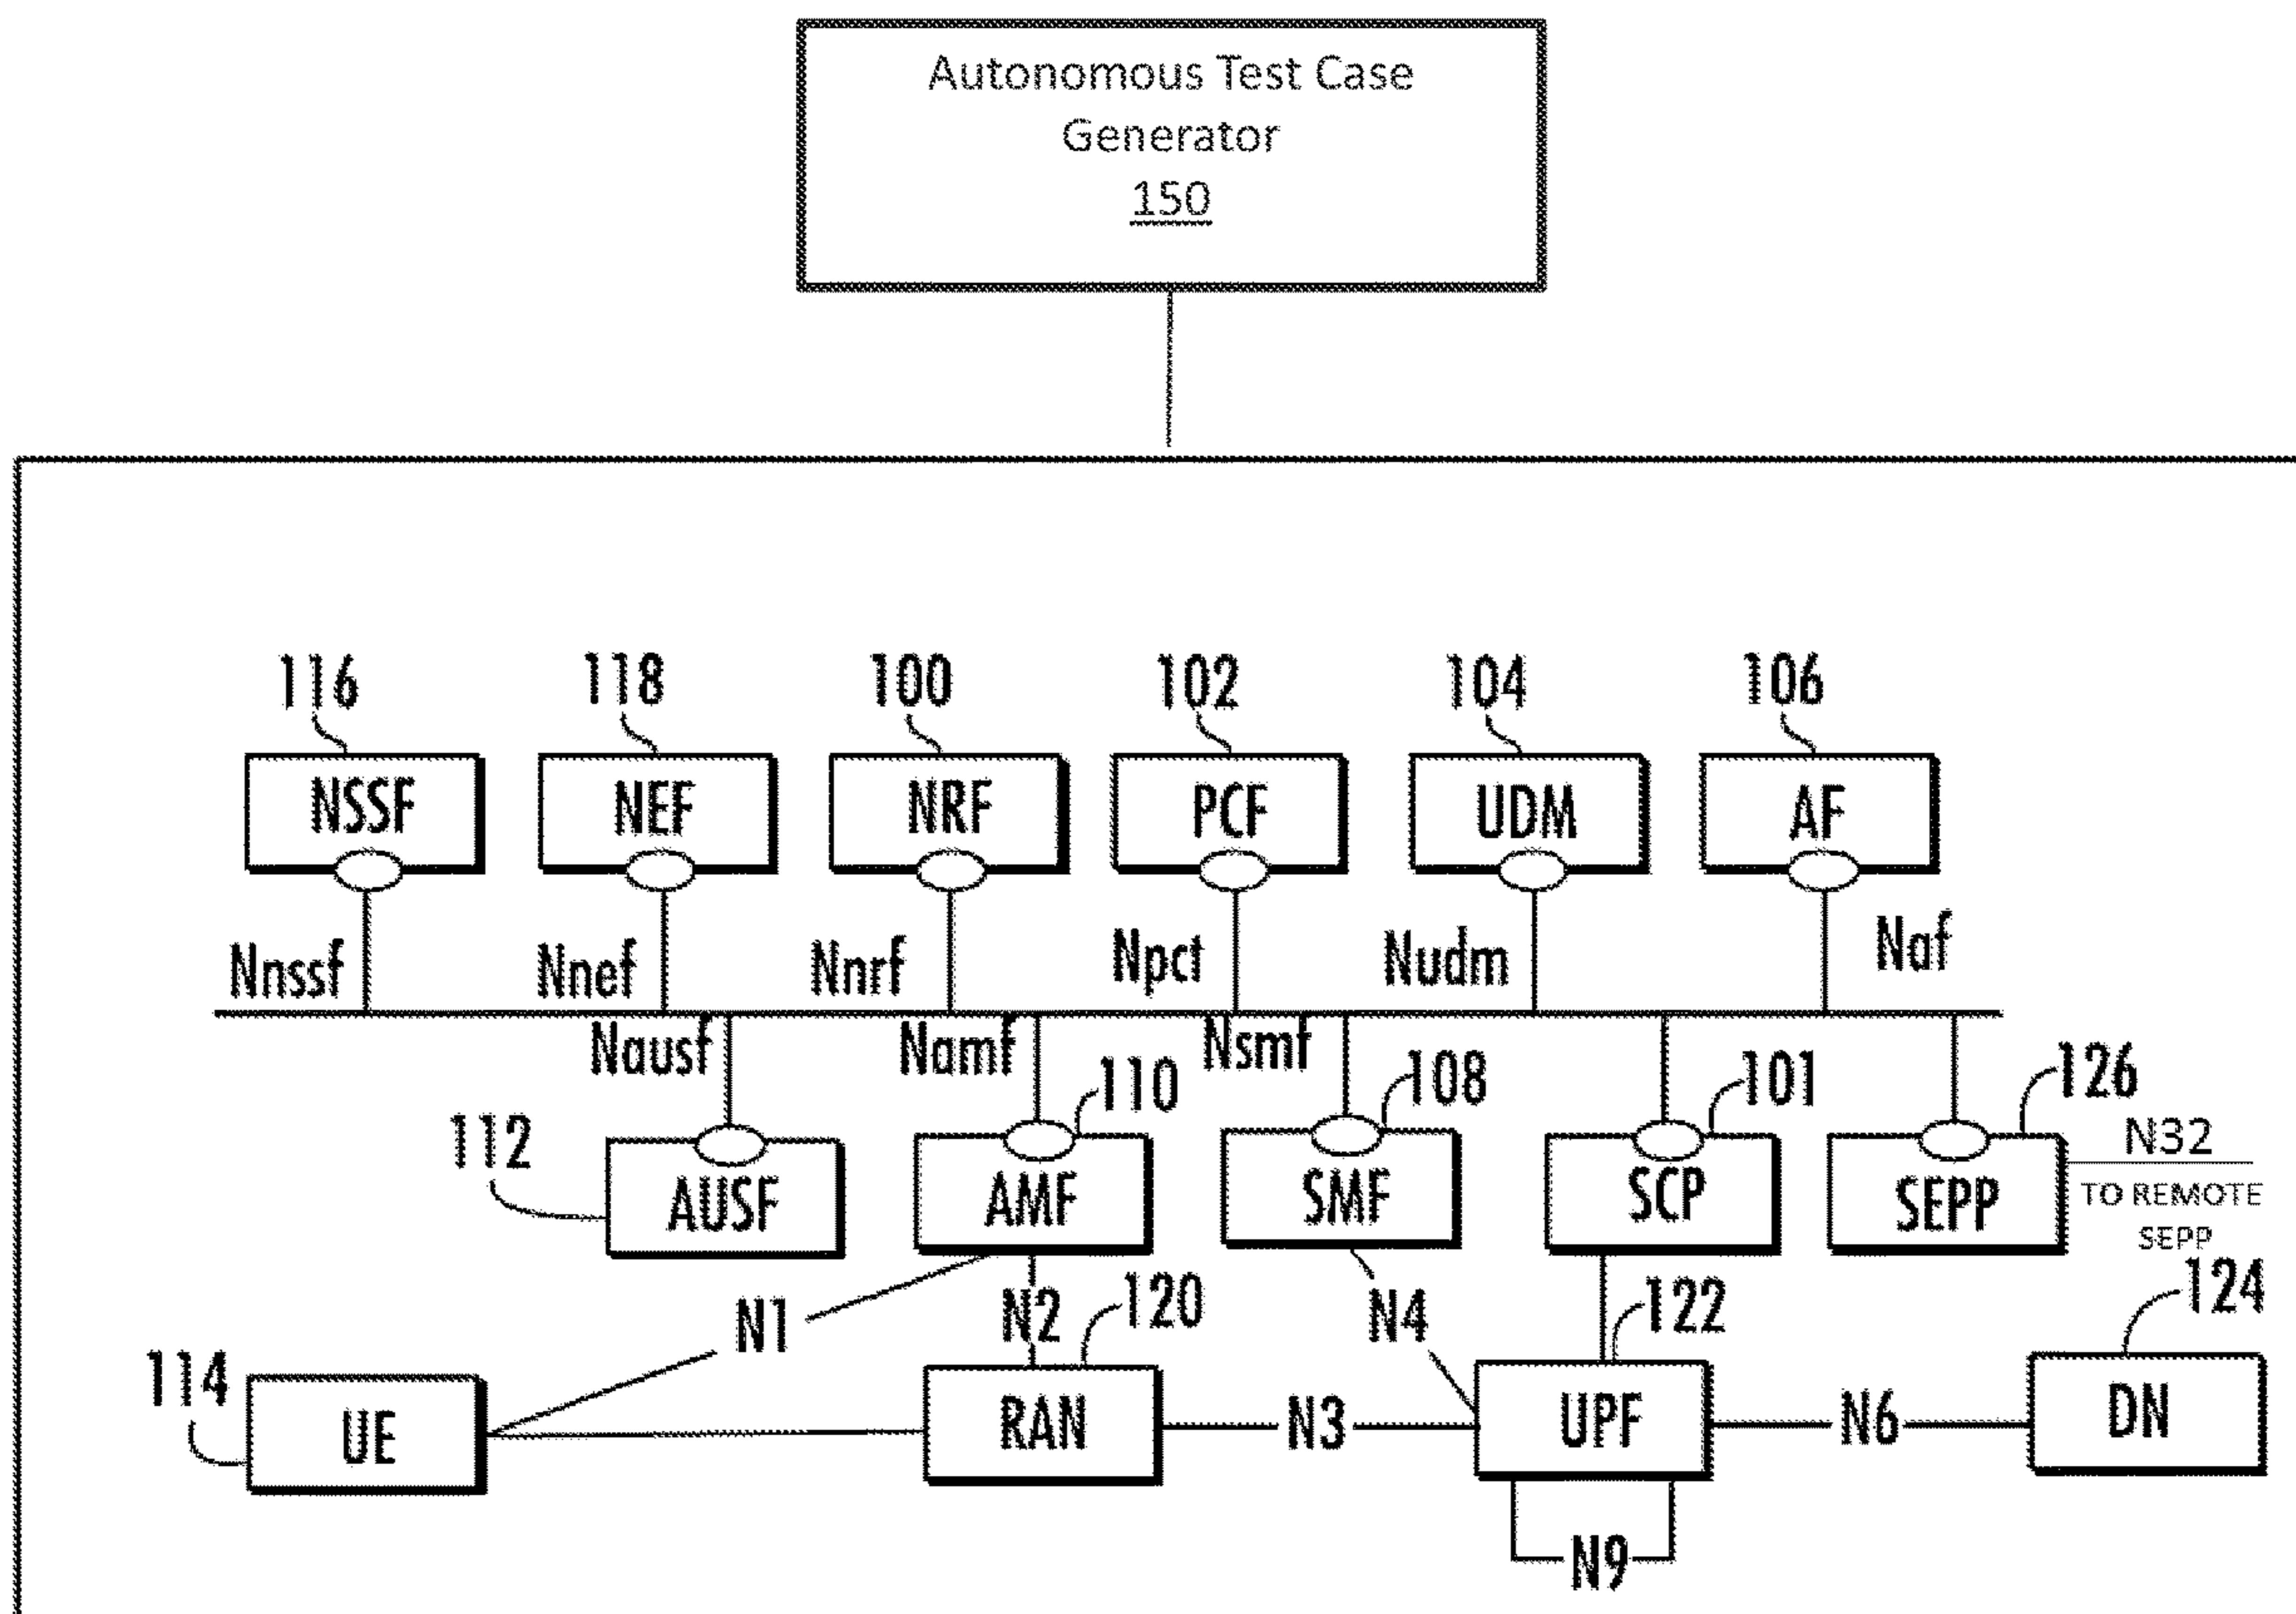 Autonomous Test Case
Generator
150
116 118 100 102 104 106
NSSF NEF NRF PCF UDM AF
Nnssf Nnef Nnrf Npct Nudm Naf
Nausf Namf Nsmf
112 110 108 101 126
AUSF AMF SMF SCP SEPP
N32
TO REMOTE
SEPP
N1 N2 120 N4 122 124
114 UE RAN N3 UPF N6 DN
N9